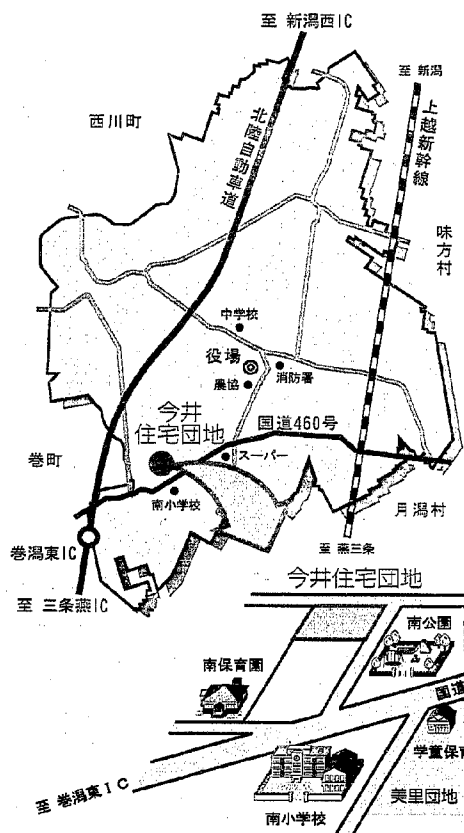 至 新潟西IC
至 新潟
西川町
北陸自動車道
上越新幹線
味方村
中学校
役場
農協
消防署
今井
住宅団地
国道460号
巻町
スーパー
南小学校
月潟村
巻潟東IC
至 燕三条
至 三条燕IC
今井住宅団地
南公園
南保育園
国道
学童保育
至 巻潟東IC
美里団地
南小学校